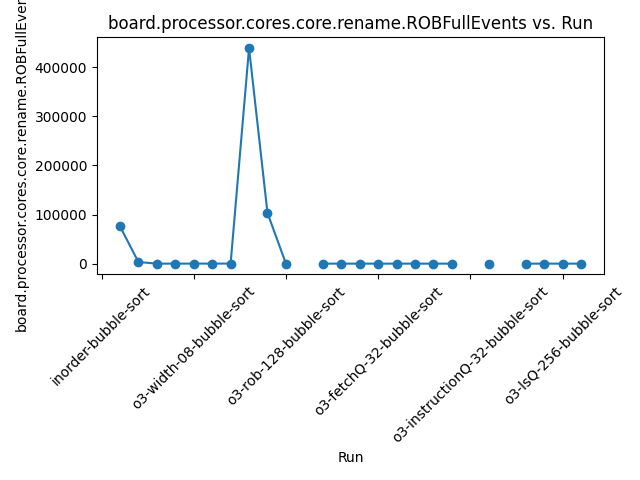 board.processor.cores.core.rename.ROBFullEvents vs. Run
board.processor.cores.core.rename.ROBFullEven
400000
300000
200000
100000
0
inorder-bubble-sort
o3-width-08-bubble-sort
o3-rob-128-bubble-sort
o3-fetchQ-32-bubble-sort
o3-instructionQ-32-bubble-sort
o3-lsQ-256-bubble-sort
Run